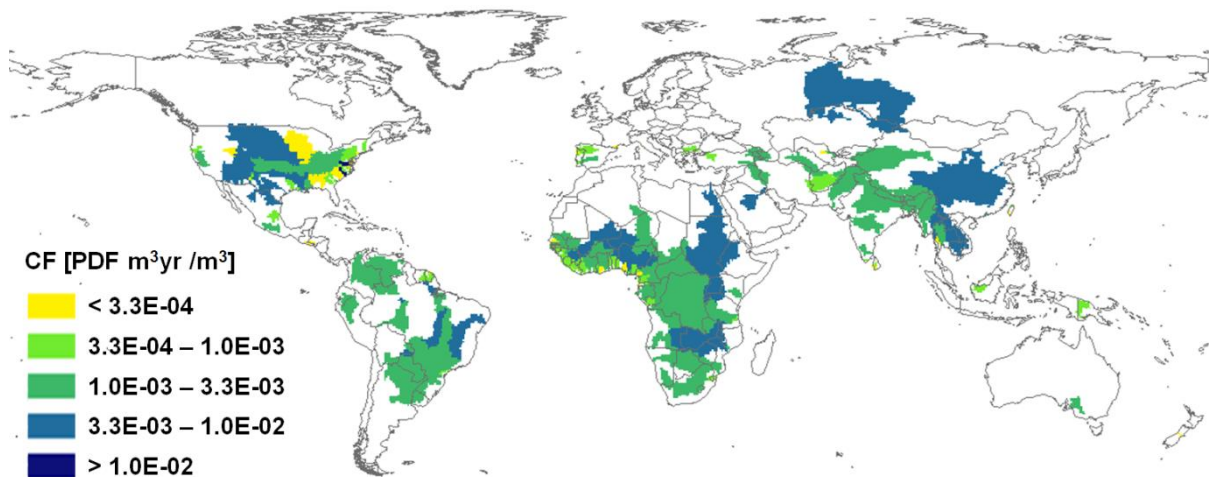 CF [PDF m³yr /m³]
< 3.3E-04
3.3E-04 – 1.0E-03
1.0E-03 – 3.3E-03
3.3E-03 – 1.0E-02
> 1.0E-02